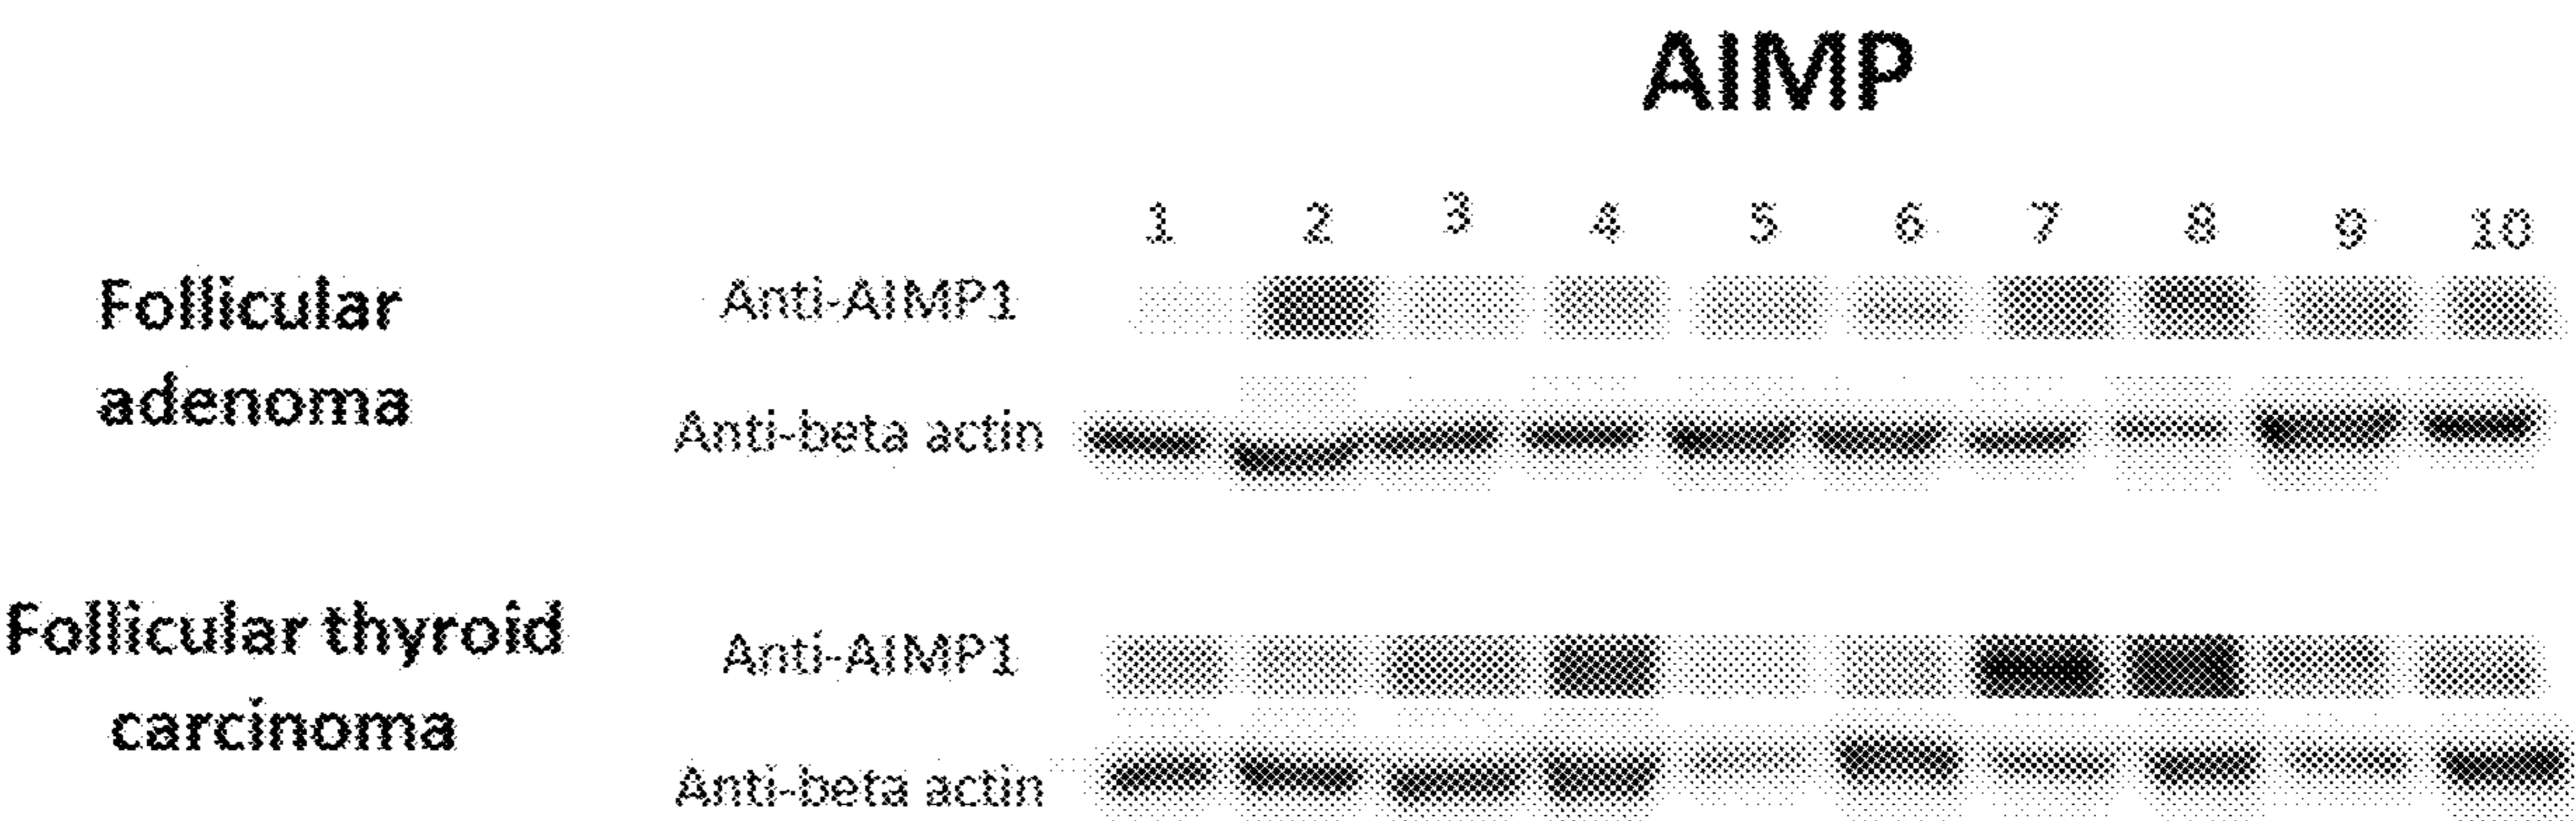 AIMP
1 2 3 4 5 6 7 8 9 10
Follicular
adenoma
Anti-AIMP1
Anti-beta actin
Follicular thyroid
carcinoma
Anti-AIMP1
Anti-beta actin